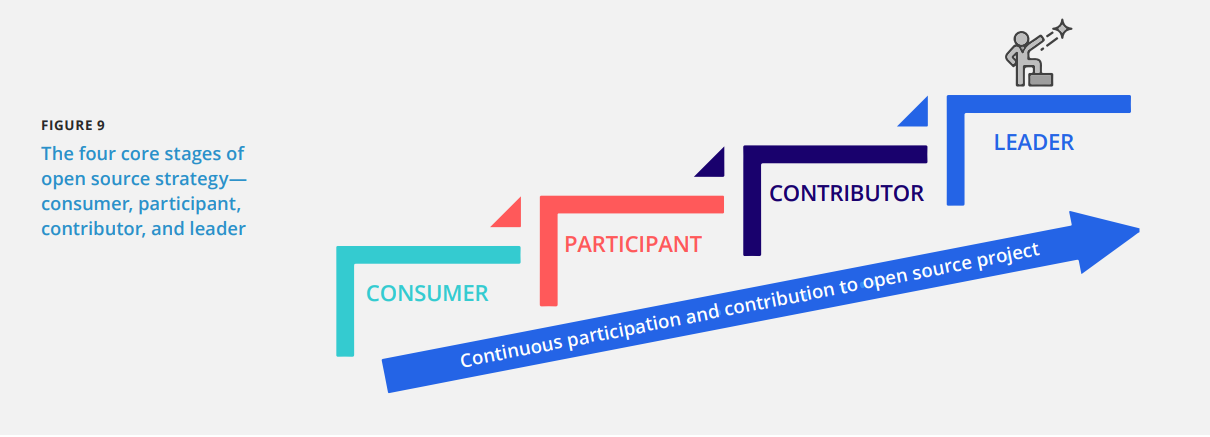 FIGURE 9
The four core stages of
open source strategy—
consumer, participant,
contributor, and leader
LEADER
CONTRIBUTOR
PARTICIPANT
CONSUMER
Continuous participation and contribution to open source project